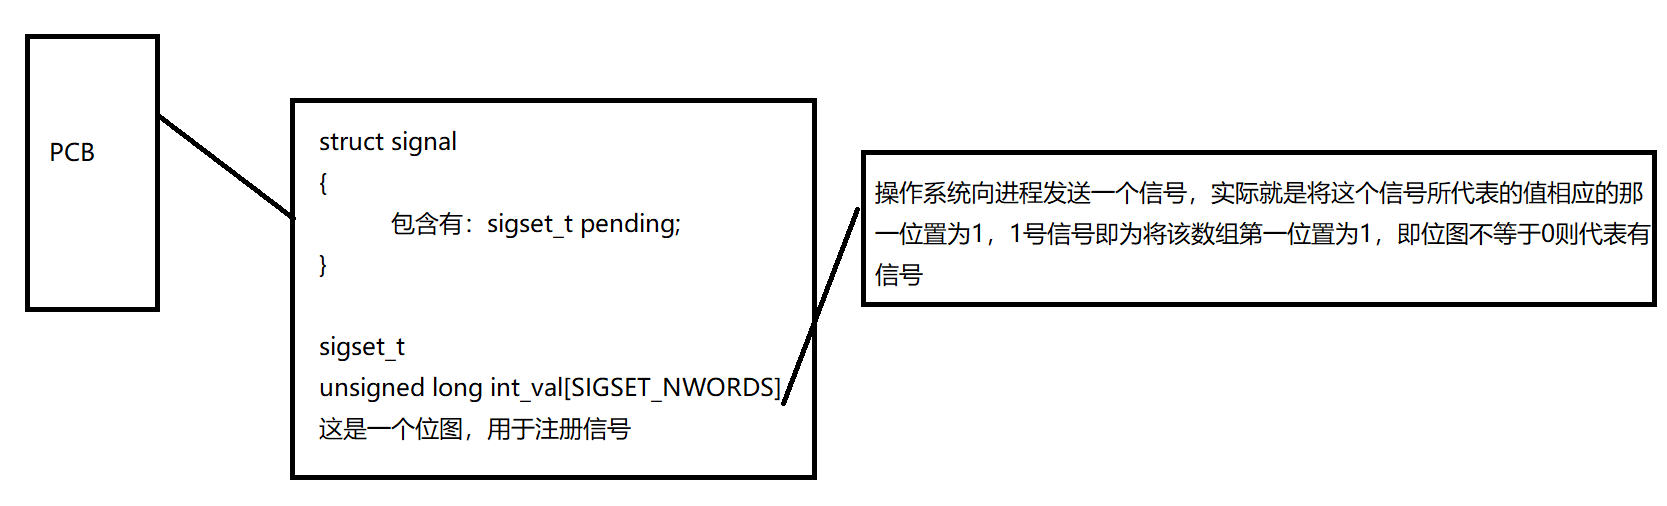 PCB
struct signal
{
包含有：sigset_t pending;
}
sigset_t
unsigned long int_val[SIGSET_NWORDS]
这是一个位图，用于注册信号
操作系统向进程发送一个信号，实际就是将这个信号所代表的值相应的那
一位置为1，1号信号即为将该数组第一位置为1，即位图不等于0则代表有
信号